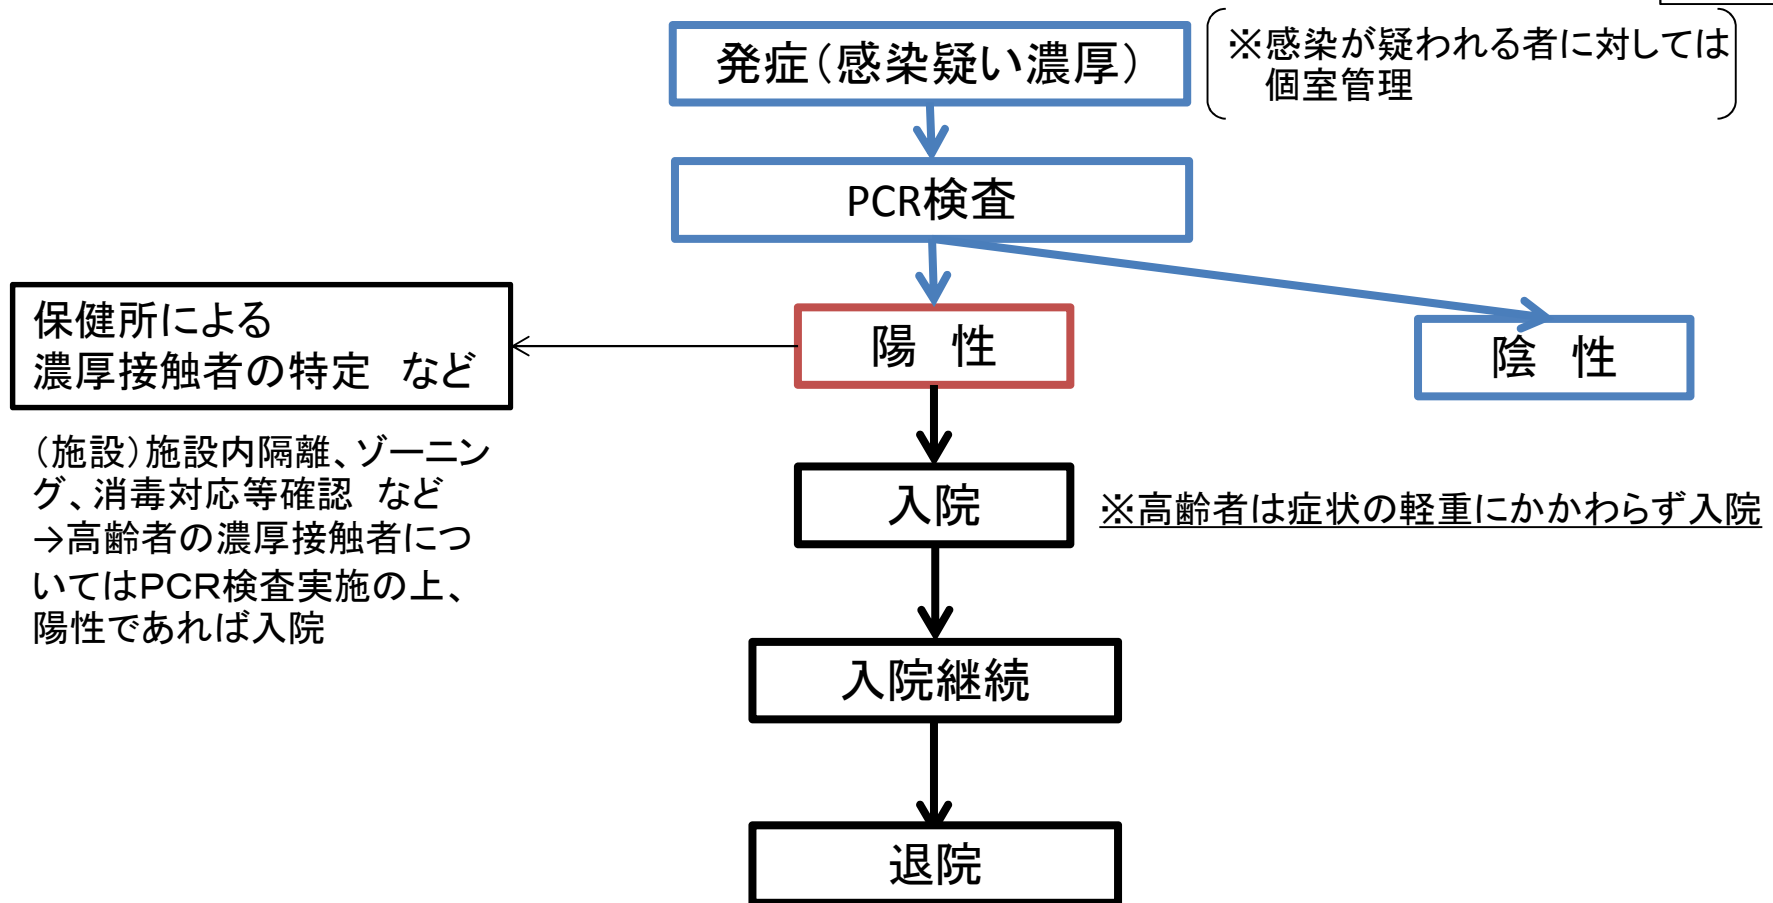 発症（感染疑い濃厚）
※感染が疑われる者に対しては
個室管理
PCR検査
保健所による
濃厚接触者の特定　など
陽　性
陰　性
（施設）施設内隔離、ゾーニン
グ、消毒対応等確認　など
→高齢者の濃厚接触者につ
いてはPCR検査実施の上、
陽性であれば入院
入院
※高齢者は症状の軽重にかかわらず入院
入院継続
退院